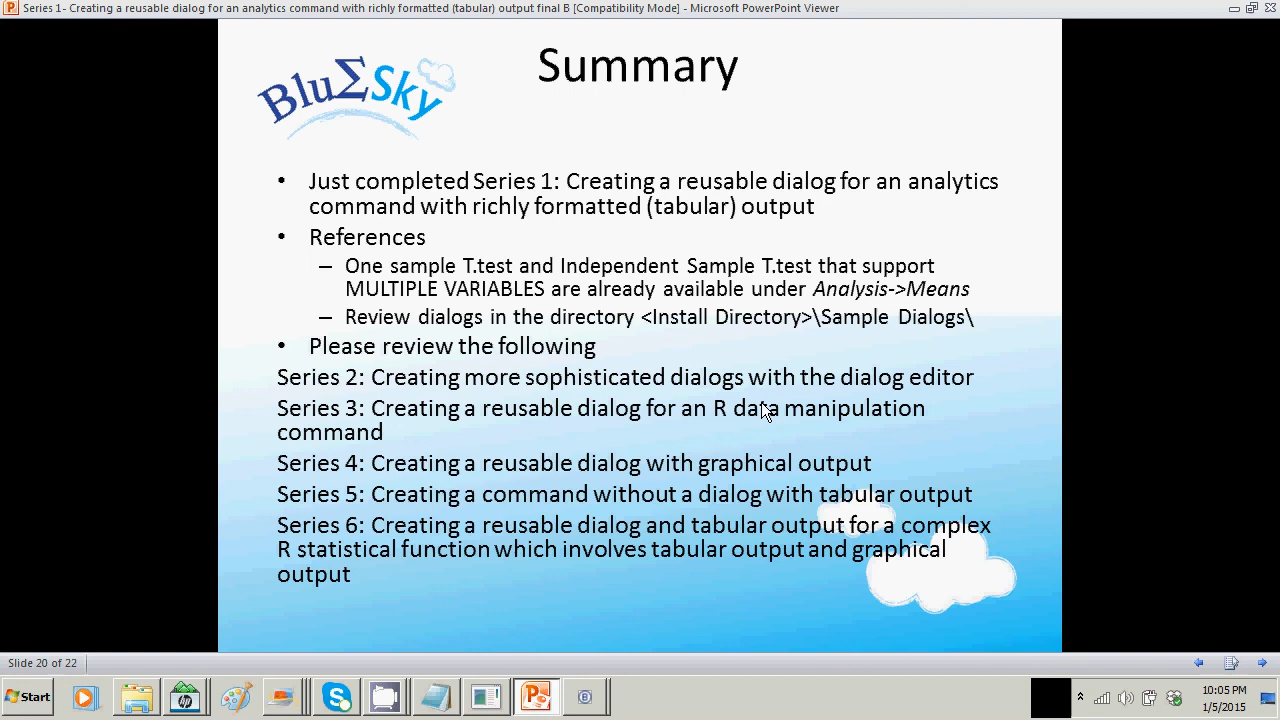 Series 1- Creating a reusable dialog for an analytics command with richly formatted (tabular) output final B [Compatibility Mode] - Microsoft PowerPoint Viewer
BluΣSky
Summary
• Just completed Series 1: Creating a reusable dialog for an analytics
command with richly formatted (tabular) output
• References
– One sample T.test and Independent Sample T.test that support
MULTIPLE VARIABLES are already available under Analysis->Means
– Review dialogs in the directory <Install Directory>\Sample Dialogs\
• Please review the following
Series 2: Creating more sophisticated dialogs with the dialog editor
Series 3: Creating a reusable dialog for an R data manipulation
command
Series 4: Creating a reusable dialog with graphical output
Series 5: Creating a command without a dialog with tabular output
Series 6: Creating a reusable dialog and tabular output for a complex
R statistical function which involves tabular output and graphical
output
Slide 20 of 22
Start
10:05 PM
1/5/2015